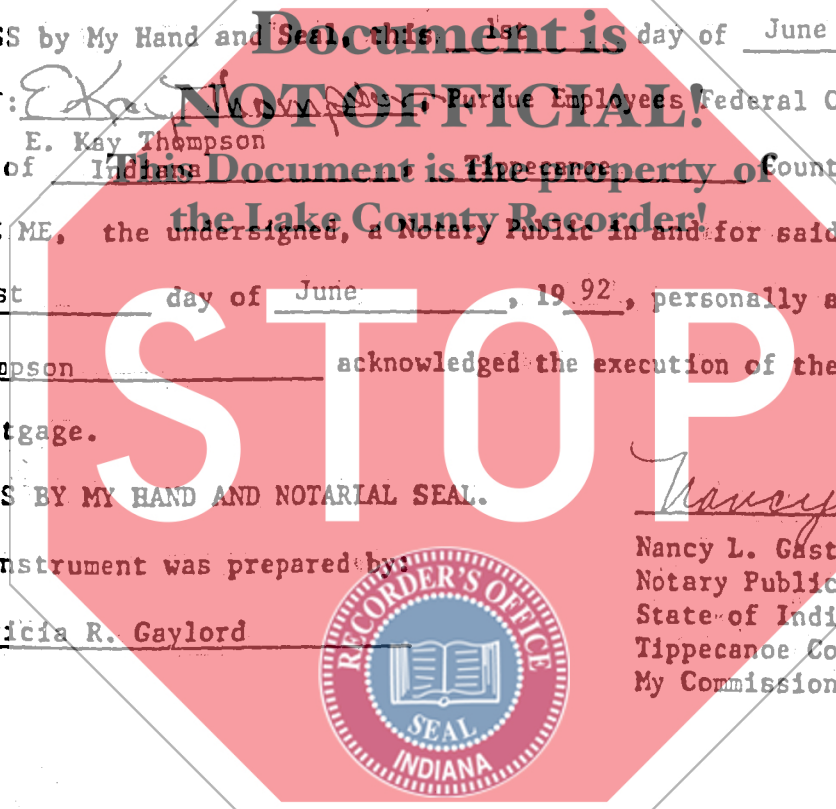 SS by My Hand and Seal, this 1st day of June
Document is
NOT OFFICIAL!
This Document is the property of
the Lake County Recorder!
E. Kay Thompson , Purdue Employees Federal C
E. Kay Thompson
of Indiana , Tippecanoe Count
ME, the undersigned, a Notary Public in and for said
st day of June , 19 92 , personally a
pson acknowledged the execution of the
tgage.
STOP
S BY MY HAND AND NOTARIAL SEAL.
Nancy
nstrument was prepared by:
icia R. Gaylord
Nancy L. Gast
Notary Public
State of Indi
Tippecanoe Co
My Commission
RECORDER'S OFFICE
SEAL
INDIANA